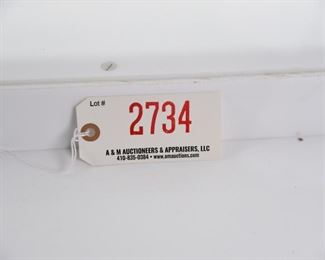 Lot #
2734
A & M AUCTIONEERS & APPRAISERS, LLC
410-835-0384 • www.amauctions.com